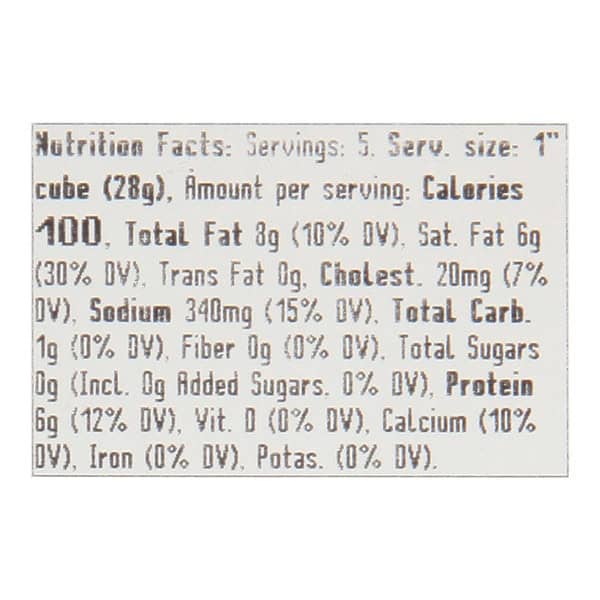 Nutrition Facts: Servings: 5, Serv. size: 1"
cube (28g), Amount per serving: Calories
100, Total Fat 8g (10% DV), Sat. Fat 6g
(30% DV), Trans Fat 0g, Cholest. 20mg (7%
DV), Sodium 340mg (15% DV), Total Carb.
1g (0% DV), Fiber 0g (0% DV), Total Sugars
0g (Incl. 0g Added Sugars, 0% DV), Protein
6g (12% DV), Vit. D (0% DV), Calcium (10%
DV), Iron (0% DV), Potas. (0% DV).